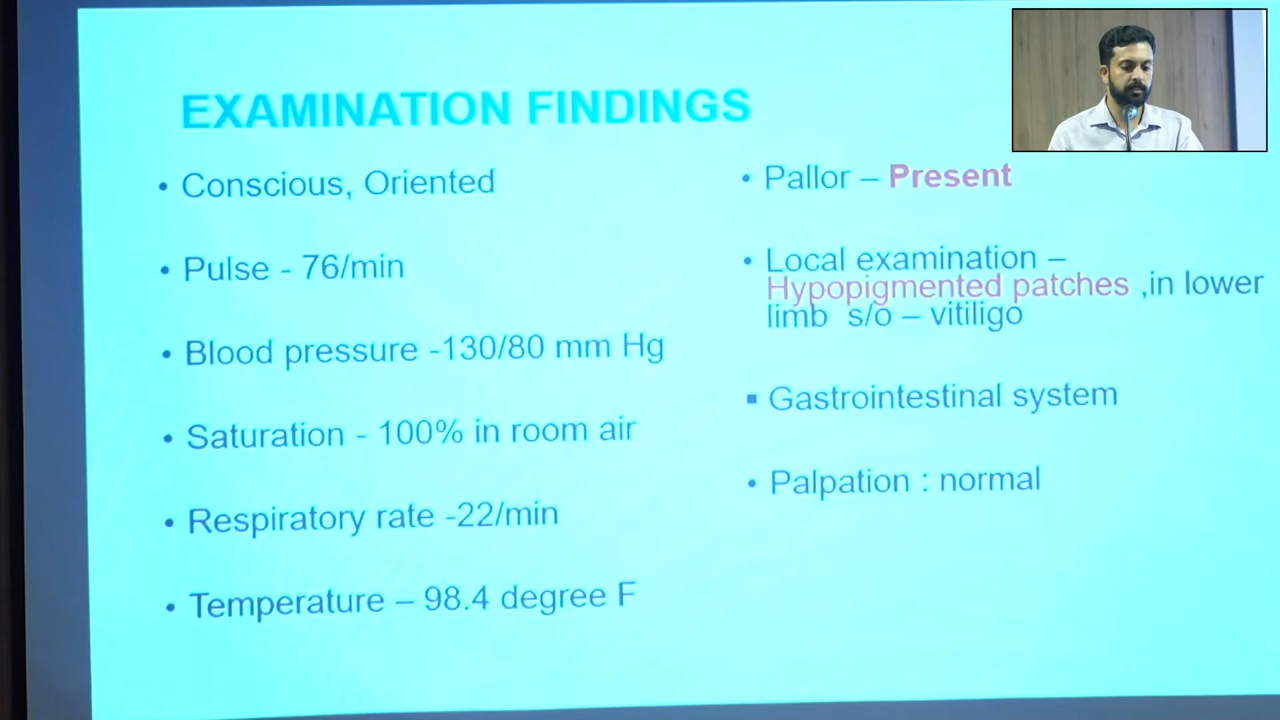 EXAMINATION FINDINGS
• Conscious, Oriented
• Pulse - 76/min
• Blood pressure -130/80 mm Hg
• Saturation - 100% in room air
• Respiratory rate -22/min
• Temperature – 98.4 degree F
• Pallor – Present
• Local examination –
Hypopigmented patches ,in lower
limb s/o – vitiligo
▪ Gastrointestinal system
• Palpation : normal